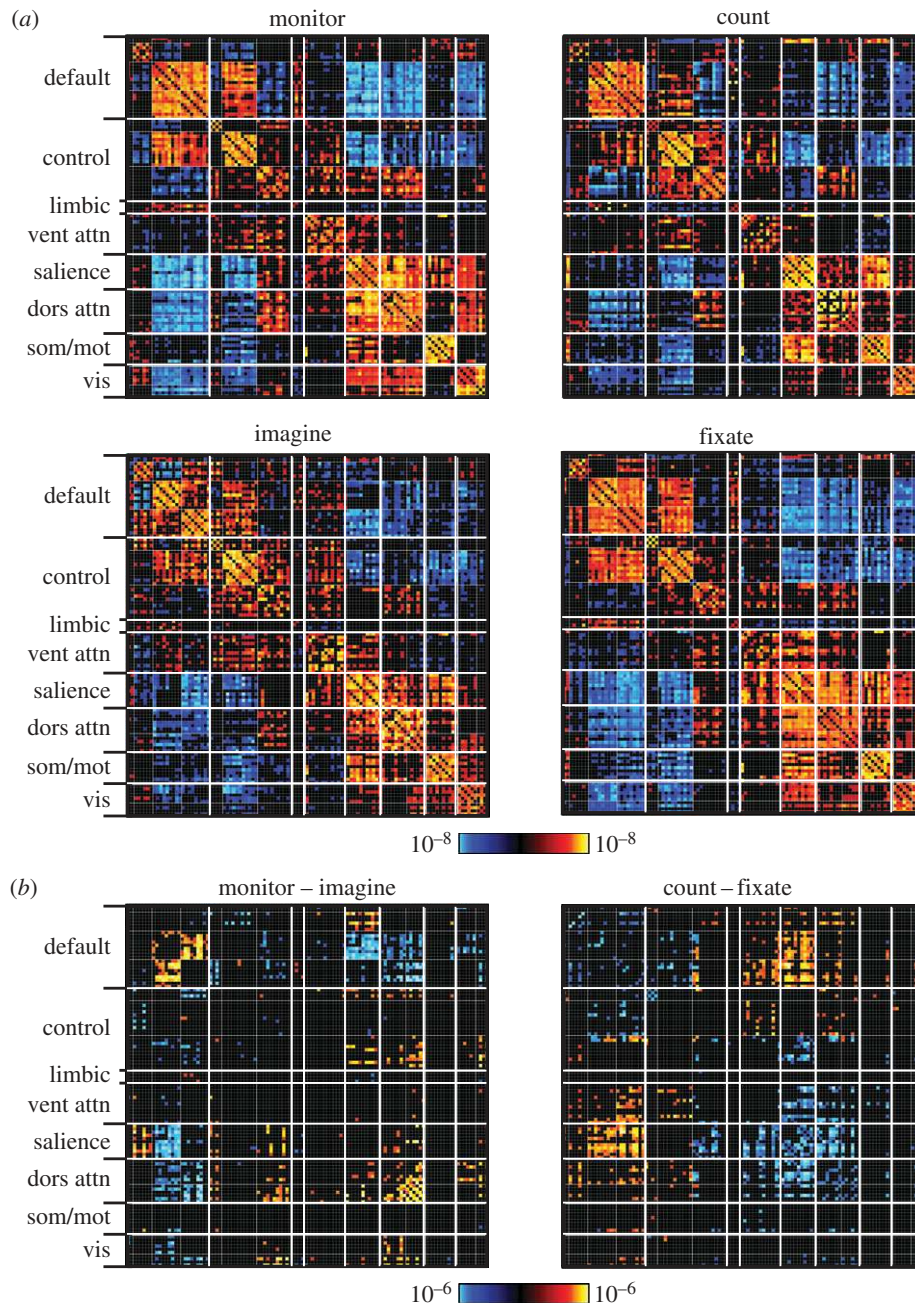 (a)
monitor
count
default
control
limbic
vent attn
salience
dors attn
som/mot
vis
imagine
fixate
default
control
limbic
vent attn
salience
dors attn
som/mot
vis
10–8
10–8
(b)
monitor – imagine
count – fixate
default
control
limbic
vent attn
salience
dors attn
som/mot
vis
10–6
10–6